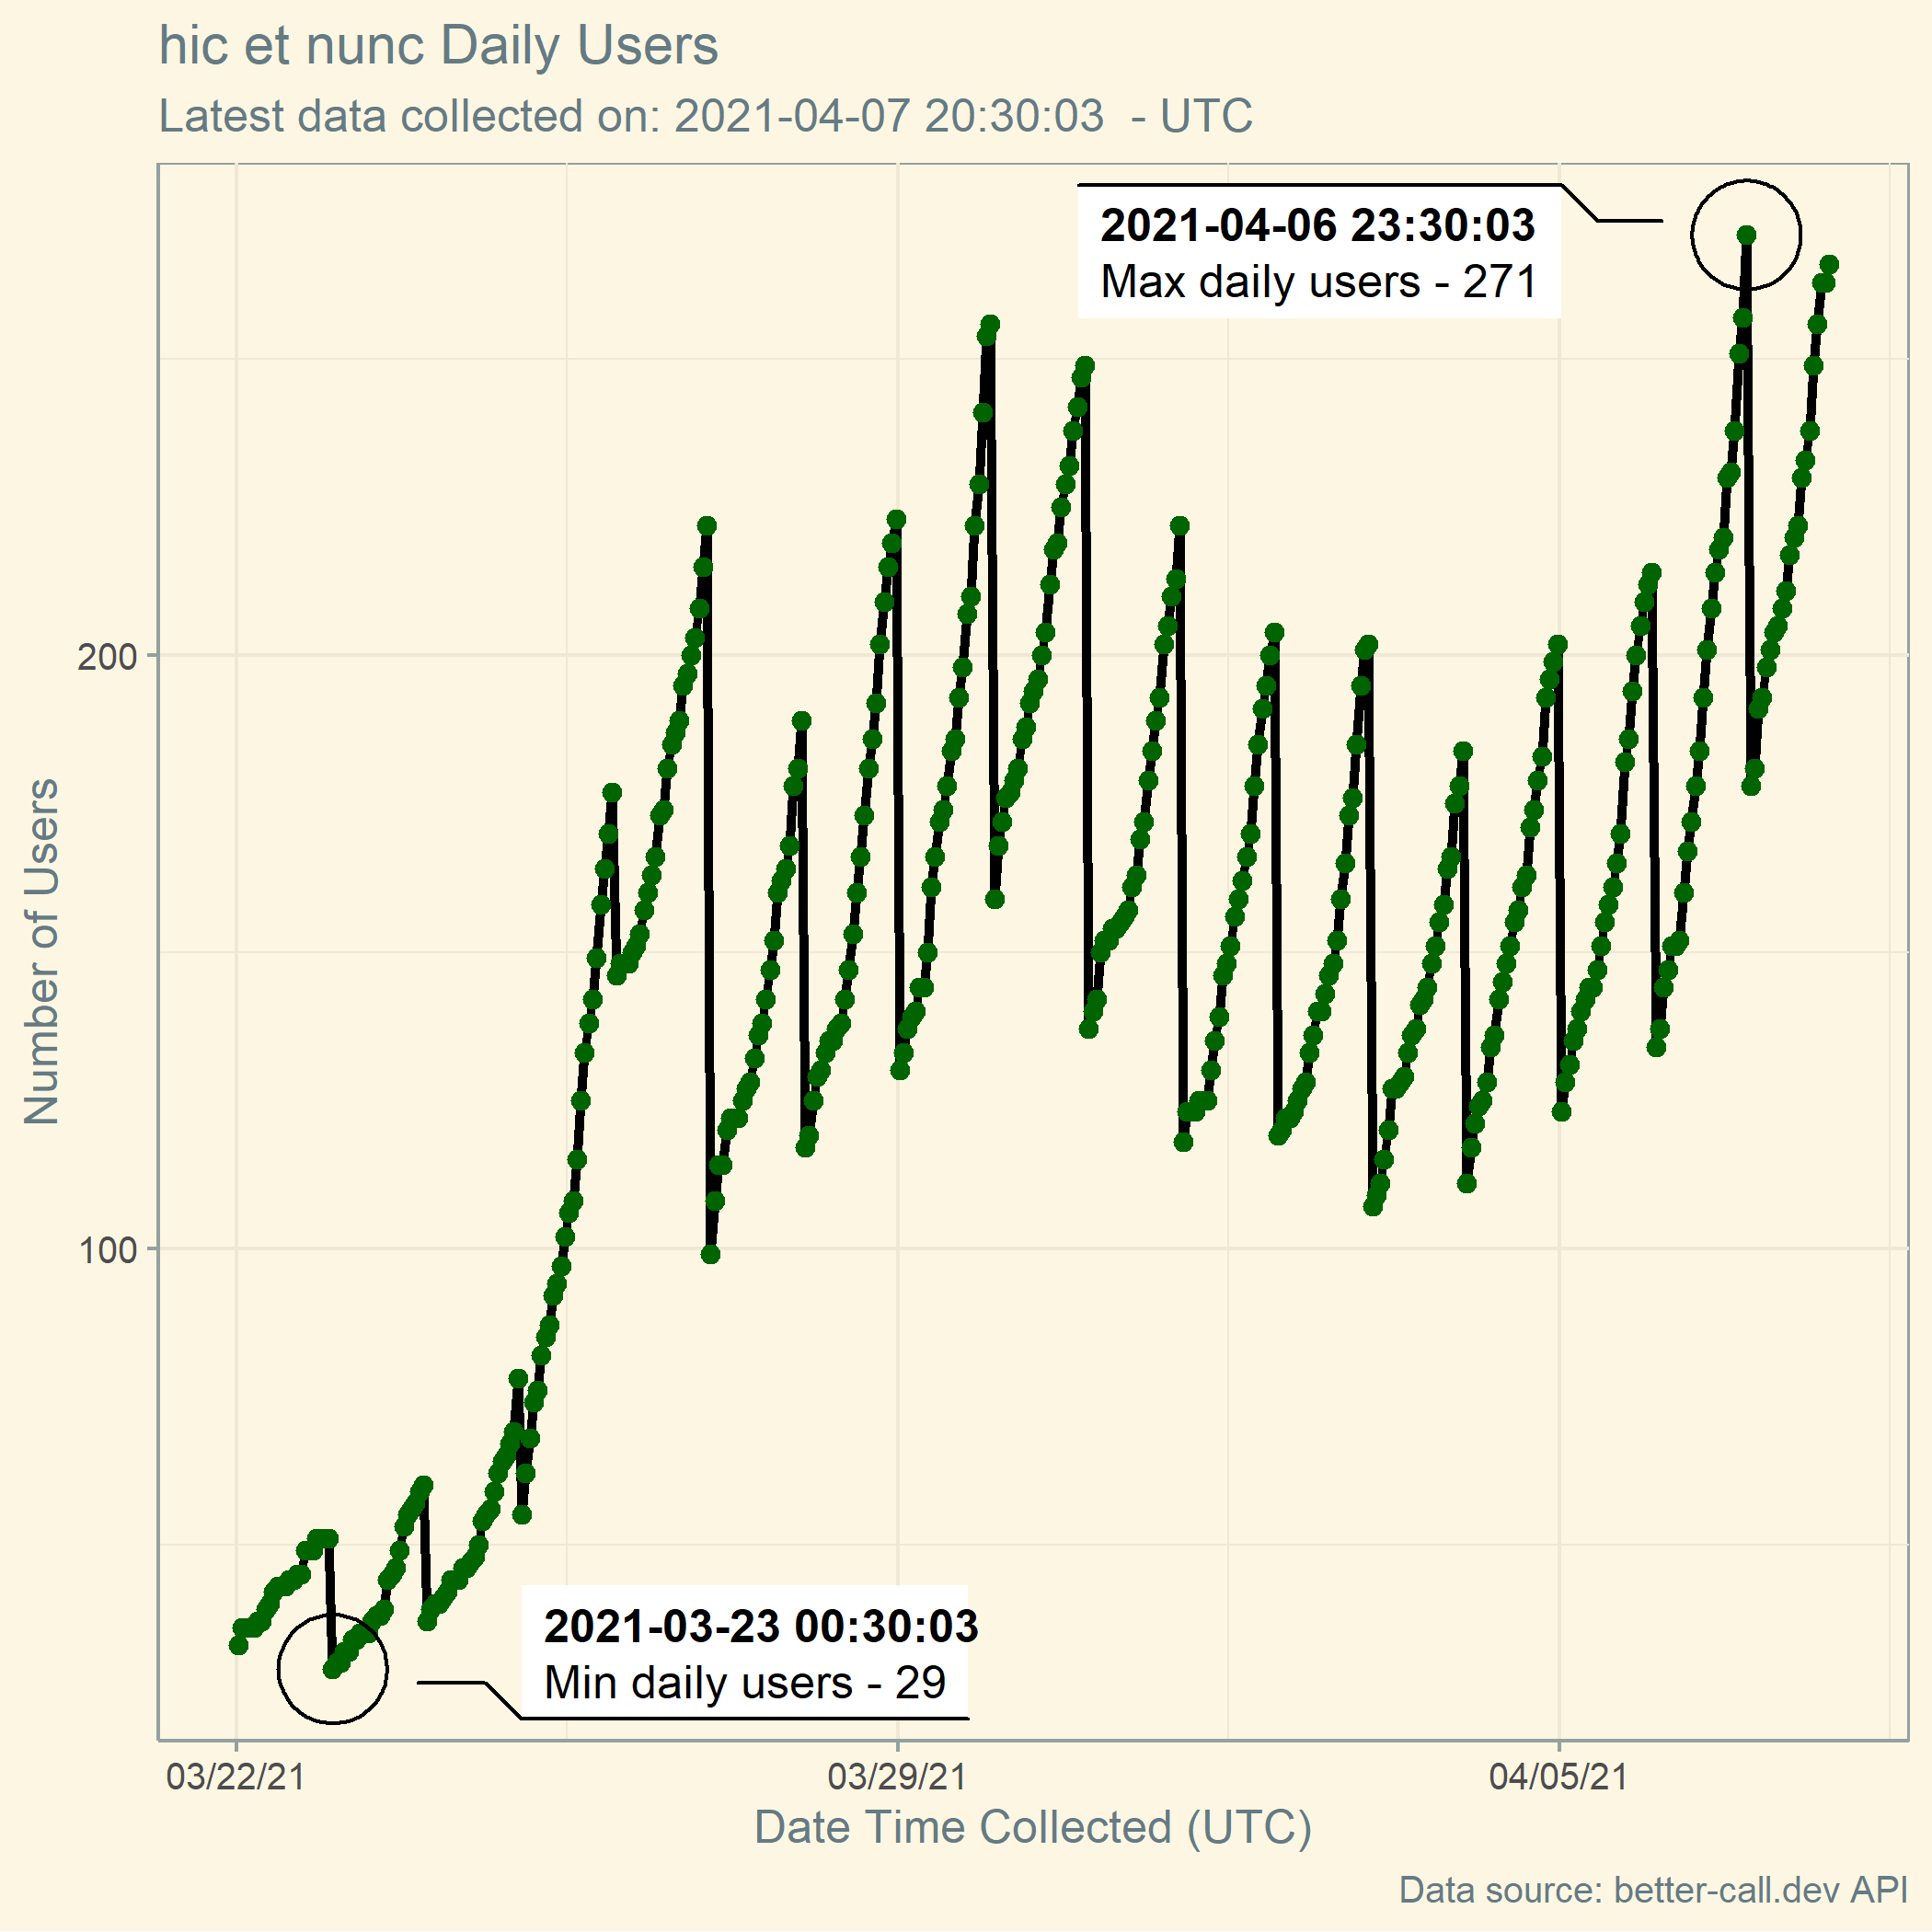 hic et nunc Daily Users
Latest data collected on: 2021-04-07 20:30:03 - UTC
2021-04-06 23:30:03
Max daily users - 271
200
100
Number of Users
2021-03-23 00:30:03
Min daily users - 29
03/22/21
03/29/21
04/05/21
Date Time Collected (UTC)
Data source: better-call.dev API